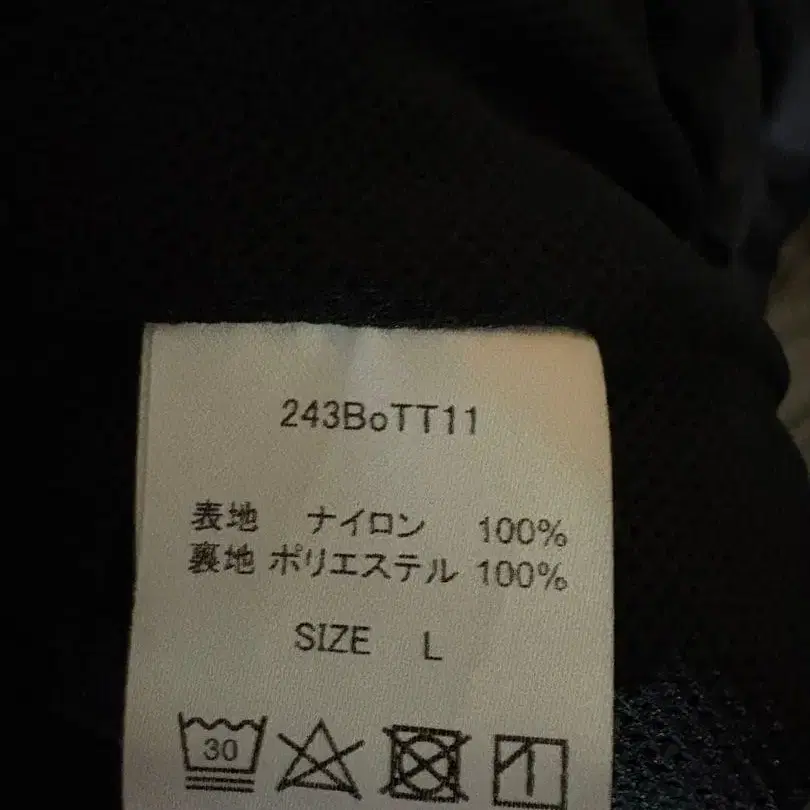 243BoTT11
表地 ナイロン 100%
裏地 ポリエステル 100%
SIZE L
30